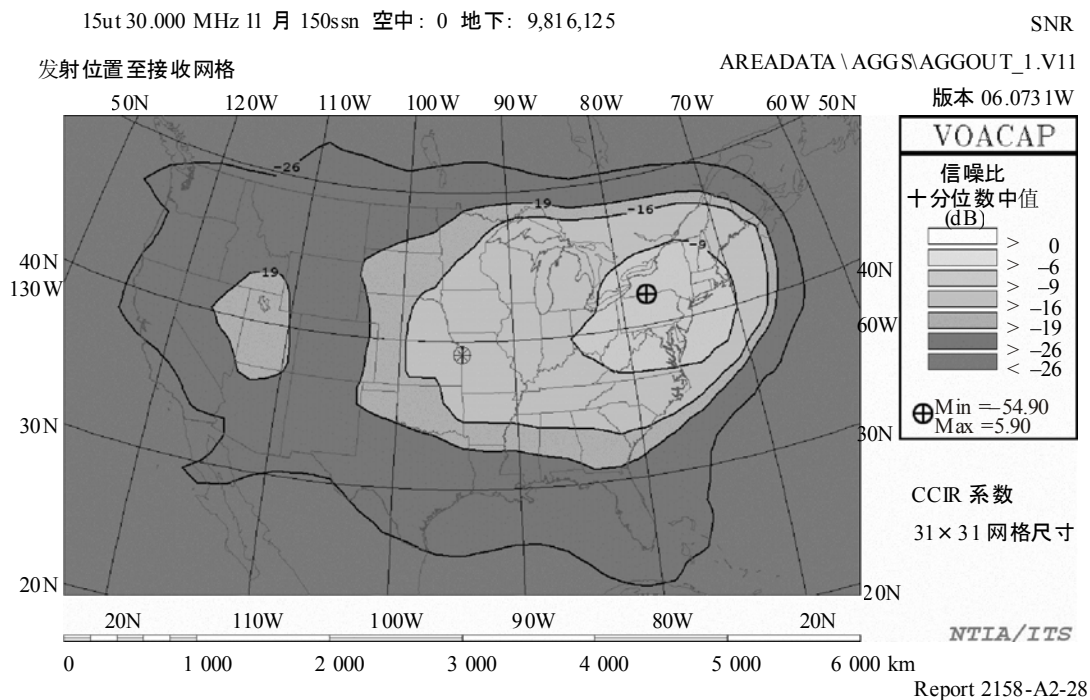 15ut 30.000 MHz 11 月 150ssn 空中: 0 地下: 9,816,125
SNR
发射位置至接收网格
AREADATA \ AGGS\AGGOUT_1.V11
版本 06.0731W
50N 120W 110W 100W 90W 80W 70W 60W 50N
VOACAP
信噪比
十分位数中值
(dB)
> 0
> –6
> –9
> –16
> –19
> –26
< –26
Min =–54.90
Max =5.90
-26
19
-16
-9
19
40N
130W
30N
20N
40N
60W
30N
20N
CCIR 系数
31 × 31 网格尺寸
20N 110W 100W 90W 80W 20N
NTIA/ITS
0 1 000 2 000 3 000 4 000 5 000 6 000 km
Report 2158-A2-28